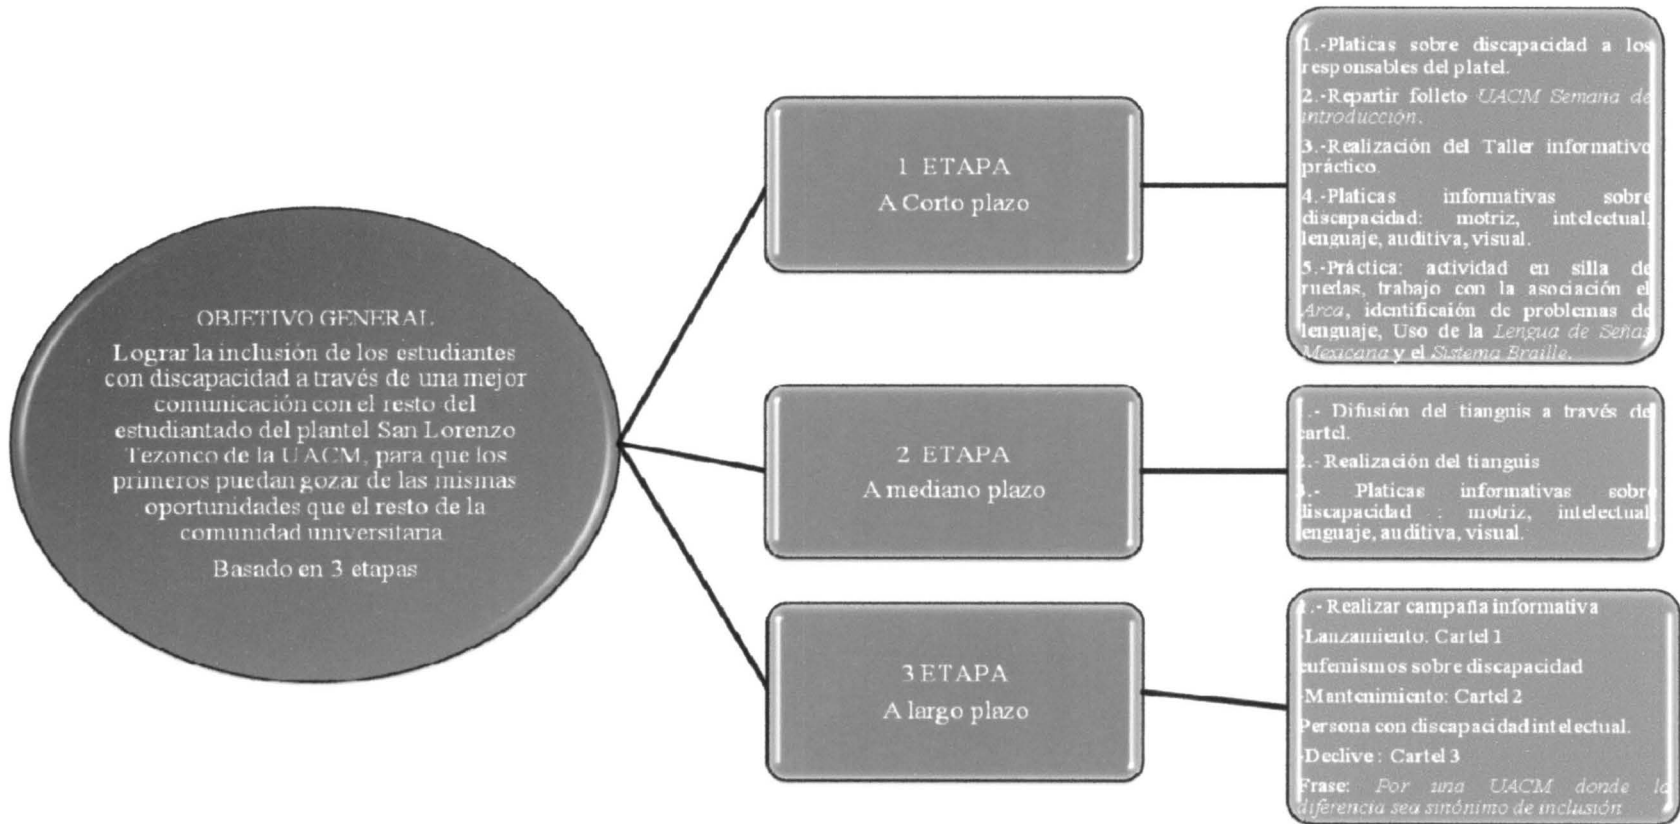 OBJETIVO GENERAL
Lograr la inclusión de los estudiantes
con discapacidad a través de una mejor
comunicación con el resto del
estudiantado del plantel San Lorenzo
Tezonco de la UACM, para que los
primeros puedan gozar de las mismas
oportunidades que el resto de la
comunidad universitaria
Basado en 3 etapas
1 ETAPA
A Corto plazo
1.-Platicas sobre discapacidad a los
responsables del platel.
2.-Repartir folleto UACM Semana de
introducción.
3.-Realización del Taller informativo
práctico.
4.-Platicas informativas sobre
discapacidad: motriz, intelectual,
lenguaje, auditiva, visual.
5.-Práctica: actividad en silla de
ruedas, trabajo con la asociación el
Arca, identificaión de problemas de
lenguaje, Uso de la Lengua de Señas
Mexicana y el Sistema Braille.
2 ETAPA
A mediano plazo
1.- Difusión del tianguis a través de
cartel.
2.- Realización del tianguis
3.- Platicas informativas sobre
discapacidad : motriz, intelectual,
lenguaje, auditiva, visual.
3 ETAPA
A largo plazo
1.- Realizar campaña informativa
-Lanzamiento: Cartel 1
eufemismos sobre discapacidad
-Mantenimiento: Cartel 2
Persona con discapacidad intelectual.
-Declive : Cartel 3
Frase: Por una UACM donde la
diferencia sea sinónimo de inclusión